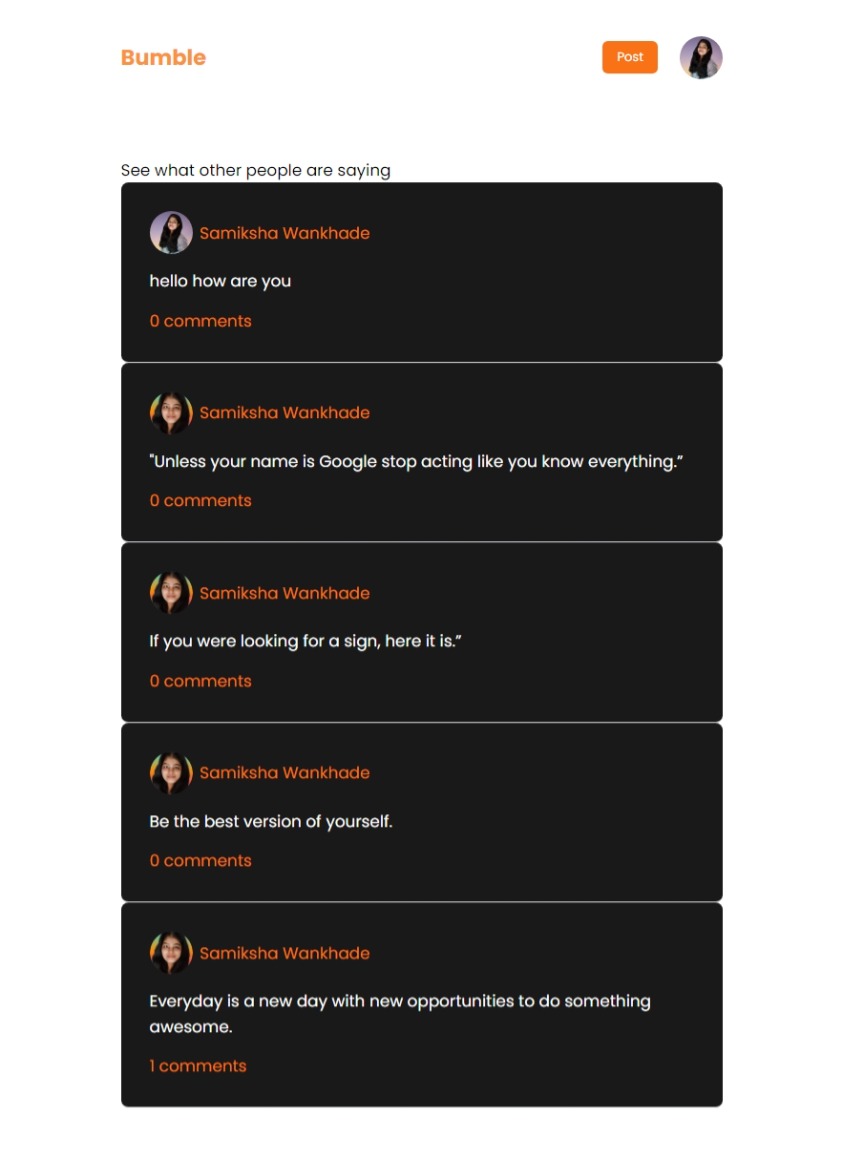 Bumble
Post
See what other people are saying
Samiksha Wankhade
hello how are you
0 comments
Samiksha Wankhade
"Unless your name is Google stop acting like you know everything.”
0 comments
Samiksha Wankhade
If you were looking for a sign, here it is.”
0 comments
Samiksha Wankhade
Be the best version of yourself.
0 comments
Samiksha Wankhade
Everyday is a new day with new opportunities to do something
awesome.
1 comments